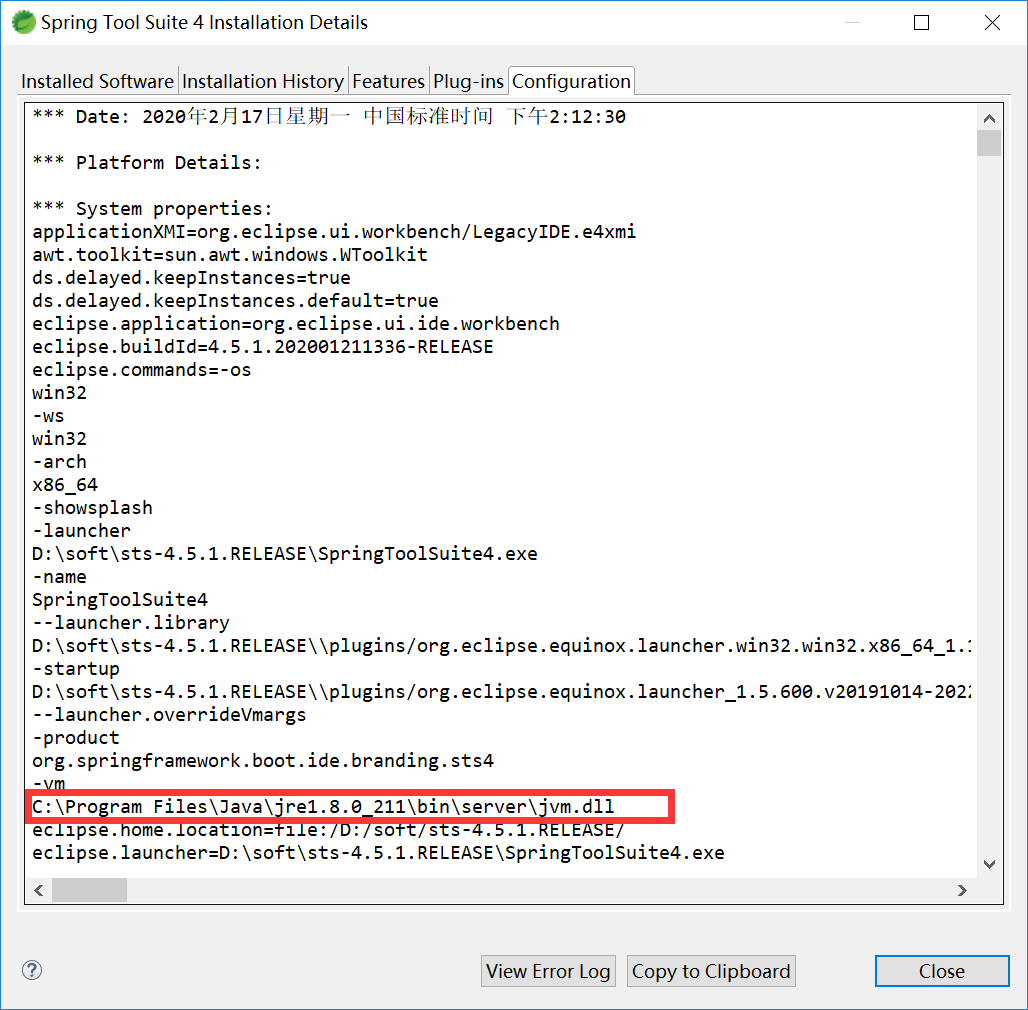 Spring Tool Suite 4 Installation Details
Installed Software Installation History Features Plug-ins Configuration
*** Date: 2020年2月17日星期一 中国标准时间 下午2:12:30
*** Platform Details:
*** System properties:
applicationXMI=org.eclipse.ui.workbench/LegacyIDE.e4xmi
awt.toolkit=sun.awt.windows.WToolkit
ds.delayed.keepInstances=true
ds.delayed.keepInstances.default=true
eclipse.application=org.eclipse.ui.ide.workbench
eclipse.buildId=4.5.1.202001211336-RELEASE
eclipse.commands=-os
win32
-ws
win32
-arch
x86_64
-showsplash
-launcher
D:\soft\sts-4.5.1.RELEASE\SpringToolSuite4.exe
-name
SpringToolSuite4
--launcher.library
D:\soft\sts-4.5.1.RELEASE\\plugins/org.eclipse.equinox.launcher.win32.win32.x86_64_1.1
-startup
D:\soft\sts-4.5.1.RELEASE\\plugins/org.eclipse.equinox.launcher_1.5.600.v20191014-2022
--launcher.overrideVmargs
-product
org.springframework.boot.ide.branding.sts4
-vm
C:\Program Files\Java\jre1.8.0_211\bin\server\jvm.dll
eclipse.home.location=file:/D:/soft/sts-4.5.1.RELEASE/
eclipse.launcher=D:\soft\sts-4.5.1.RELEASE\SpringToolSuite4.exe
View Error Log Copy to Clipboard Close